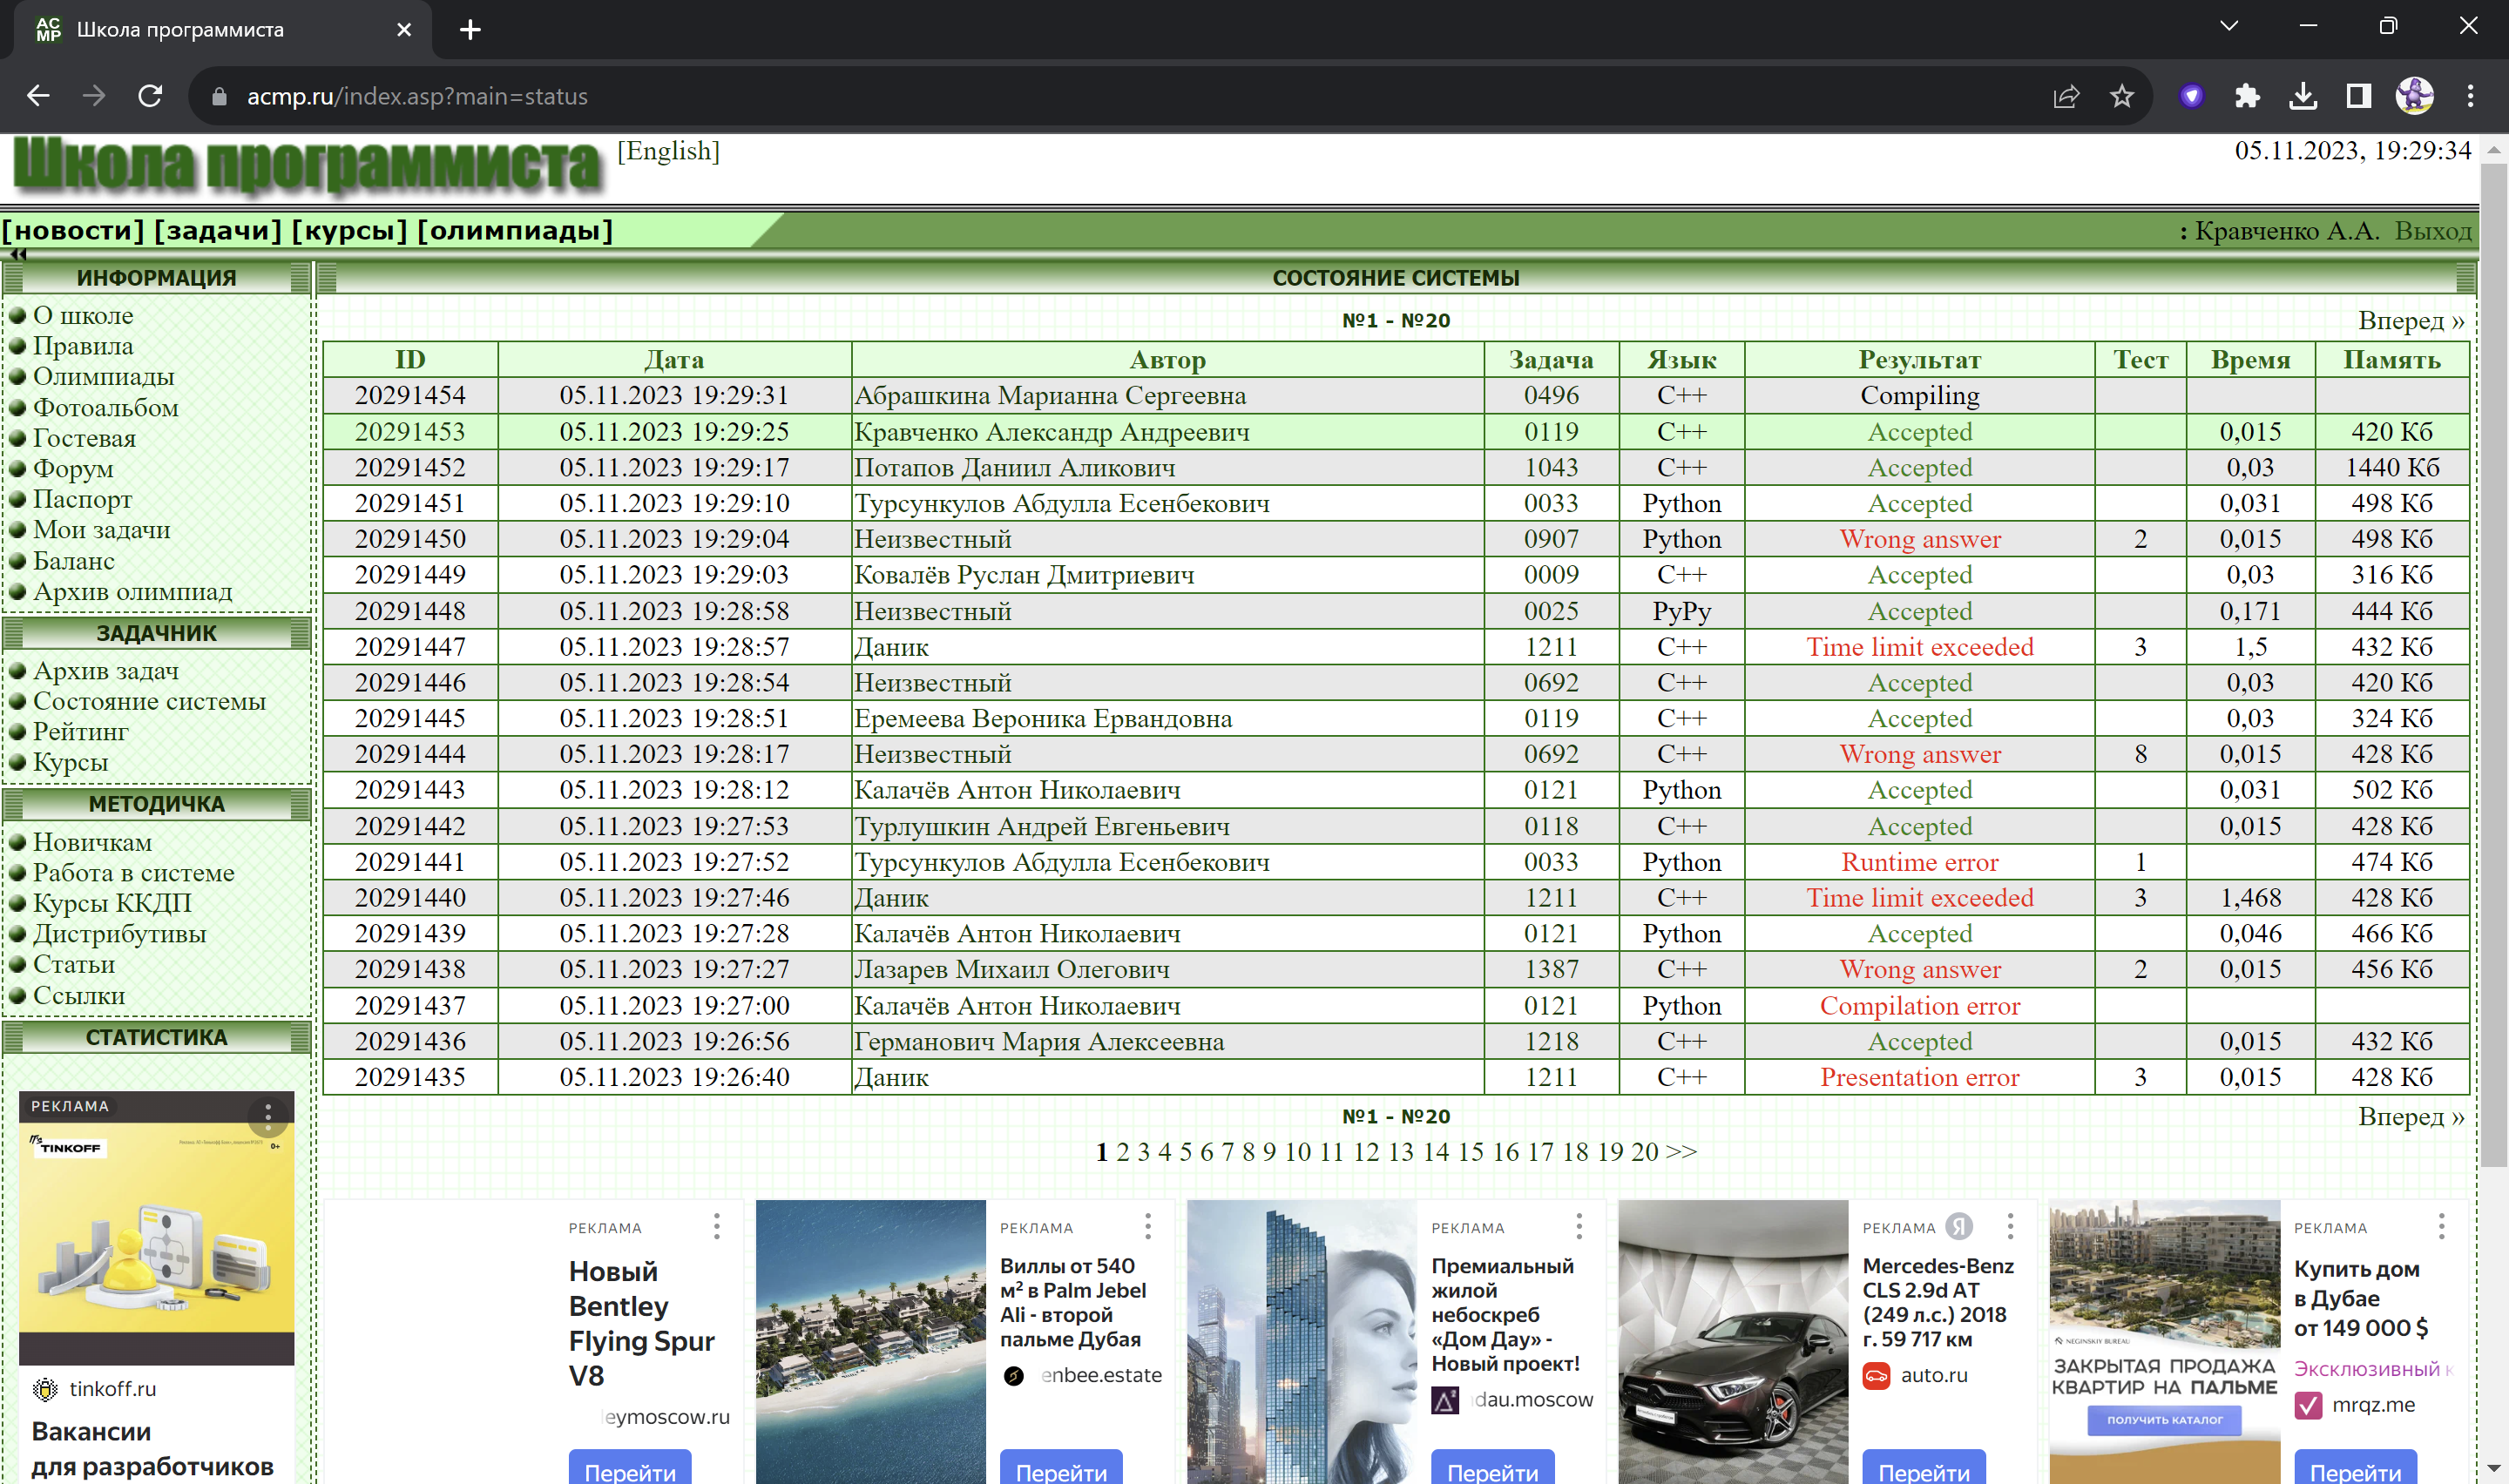 Школа программиста
acmp.ru/index.asp?main=status
Школа программиста [English] 05.11.2023, 19:29:34
[новости] [задачи] [курсы] [олимпиады] : Кравченко А.А. Выход
ИНФОРМАЦИЯ
О школе
Правила
Олимпиады
Фотоальбом
Гостевая
Форум
Паспорт
Мои задачи
Баланс
Архив олимпиад
ЗАДАЧНИК
Архив задач
Состояние системы
Рейтинг
Курсы
МЕТОДИЧКА
Новичкам
Работа в системе
Курсы ККДП
Дистрибутивы
Статьи
Ссылки
СТАТИСТИКА
РЕКЛАМА
TINKOFF
0+
tinkoff.ru
Вакансии
для разработчиков
СОСТОЯНИЕ СИСТЕМЫ
№1 - №20 Вперед »
ID Дата Автор Задача Язык Результат Тест Время Память
20291454 05.11.2023 19:29:31 Абрашкина Марианна Сергеевна 0496 C++ Compiling
20291453 05.11.2023 19:29:25 Кравченко Александр Андреевич 0119 C++ Accepted 0,015 420 Кб
20291452 05.11.2023 19:29:17 Потапов Даниил Аликович 1043 C++ Accepted 0,03 1440 Кб
20291451 05.11.2023 19:29:10 Турсункулов Абдулла Есенбекович 0033 Python Accepted 0,031 498 Кб
20291450 05.11.2023 19:29:04 Неизвестный 0907 Python Wrong answer 2 0,015 498 Кб
20291449 05.11.2023 19:29:03 Ковалёв Руслан Дмитриевич 0009 C++ Accepted 0,03 316 Кб
20291448 05.11.2023 19:28:58 Неизвестный 0025 PyPy Accepted 0,171 444 Кб
20291447 05.11.2023 19:28:57 Даник 1211 C++ Time limit exceeded 3 1,5 432 Кб
20291446 05.11.2023 19:28:54 Неизвестный 0692 C++ Accepted 0,03 420 Кб
20291445 05.11.2023 19:28:51 Еремеева Вероника Ервандовна 0119 C++ Accepted 0,03 324 Кб
20291444 05.11.2023 19:28:17 Неизвестный 0692 C++ Wrong answer 8 0,015 428 Кб
20291443 05.11.2023 19:28:12 Калачёв Антон Николаевич 0121 Python Accepted 0,031 502 Кб
20291442 05.11.2023 19:27:53 Турлушкин Андрей Евгеньевич 0118 C++ Accepted 0,015 428 Кб
20291441 05.11.2023 19:27:52 Турсункулов Абдулла Есенбекович 0033 Python Runtime error 1 474 Кб
20291440 05.11.2023 19:27:46 Даник 1211 C++ Time limit exceeded 3 1,468 428 Кб
20291439 05.11.2023 19:27:28 Калачёв Антон Николаевич 0121 Python Accepted 0,046 466 Кб
20291438 05.11.2023 19:27:27 Лазарев Михаил Олегович 1387 C++ Wrong answer 2 0,015 456 Кб
20291437 05.11.2023 19:27:00 Калачёв Антон Николаевич 0121 Python Compilation error
20291436 05.11.2023 19:26:56 Германович Мария Алексеевна 1218 C++ Accepted 0,015 432 Кб
20291435 05.11.2023 19:26:40 Даник 1211 C++ Presentation error 3 0,015 428 Кб
№1 - №20 Вперед »
1 2 3 4 5 6 7 8 9 10 11 12 13 14 15 16 17 18 19 20 >>
РЕКЛАМА
Новый
Bentley
Flying Spur
V8
eymoscow.ru
Перейти
РЕКЛАМА
Виллы от 540
м² в Palm Jebel
Ali - второй
пальме Дубая
enbee.estate
Перейти
РЕКЛАМА
Премиальный
жилой
небоскреб
«Дом Дау» -
Новый проект!
dau.moscow
Перейти
РЕКЛАМА Я
Mercedes-Benz
CLS 2.9d AT
(249 л.с.) 2018
г. 59 717 км
auto.ru
Перейти
NEGINSKIY BUREAU
ЗАКРЫТАЯ ПРОДАЖА
КВАРТИР НА ПАЛЬМЕ
ПОЛУЧИТЬ КАТАЛОГ
РЕКЛАМА
Купить дом
в Дубае
от 149 000 $
Эксклюзивный к
mrqz.me
Перейти